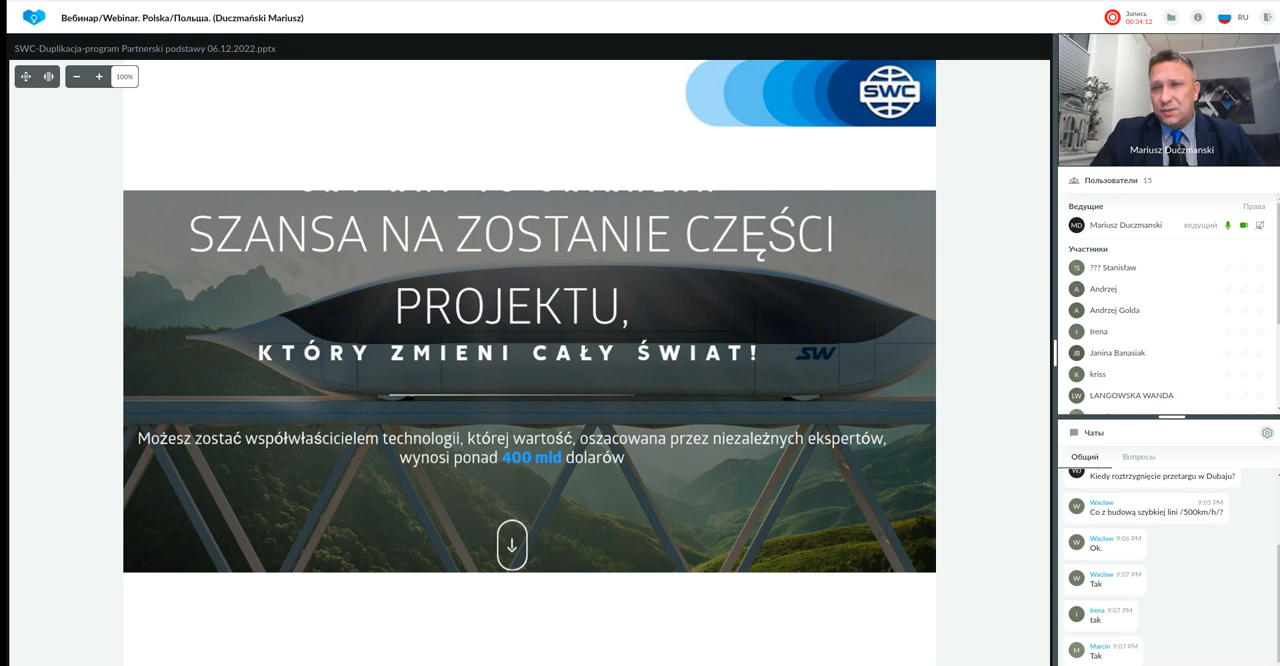 Вебинар/Webinar. Polska/Польша. (Duczmański Mariusz)
Запись
00:34:12
RU
SWC-Duplikacja-program Partnerski podstawy 06.12.2022.pptx
100%
SWC
SZANSA NA ZOSTANIE CZĘŚCI
PROJEKTU,
KTÓRY ZMIENI CAŁY ŚWIAT!
SW
Możesz zostać współwłaścicielem technologii, której wartość, oszacowana przez niezależnych ekspertów,
wynosi ponad 400 mld dolarów
Mariusz Duczmanski
Пользователи 15
Ведущие Права
MD Mariusz Duczmanski ведущий
Участники
?S ??? Stanisław
A Andrzej
A Andrzej Golda
I Irena
JB Janina Banasiak
K kriss
LW LANGOWSKA WANDA
Чаты
Общий Вопросы
Kiedy roztrzygnięcie przetargu w Dubaju?
W Wacław 9:05 PM
Co z budową szybkiej lini /500km/h/?
W Wacław 9:06 PM
Ok.
W Wacław 9:07 PM
Tak
I Irena 9:07 PM
tak
M Marcin 9:07 PM
Tak